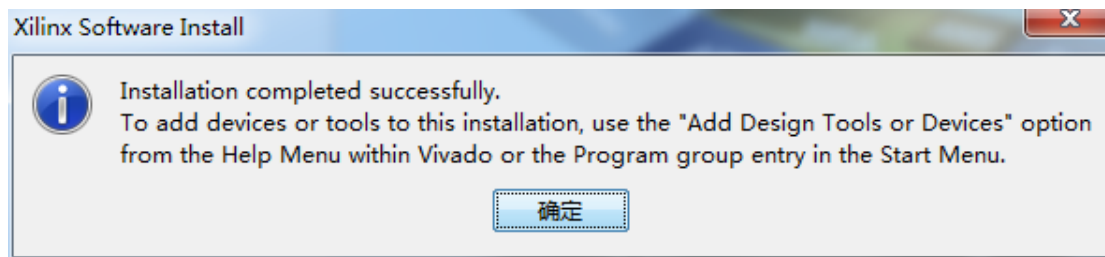 Xilinx Software Install
Installation completed successfully.
To add devices or tools to this installation, use the "Add Design Tools or Devices" option
from the Help Menu within Vivado or the Program group entry in the Start Menu.
确定